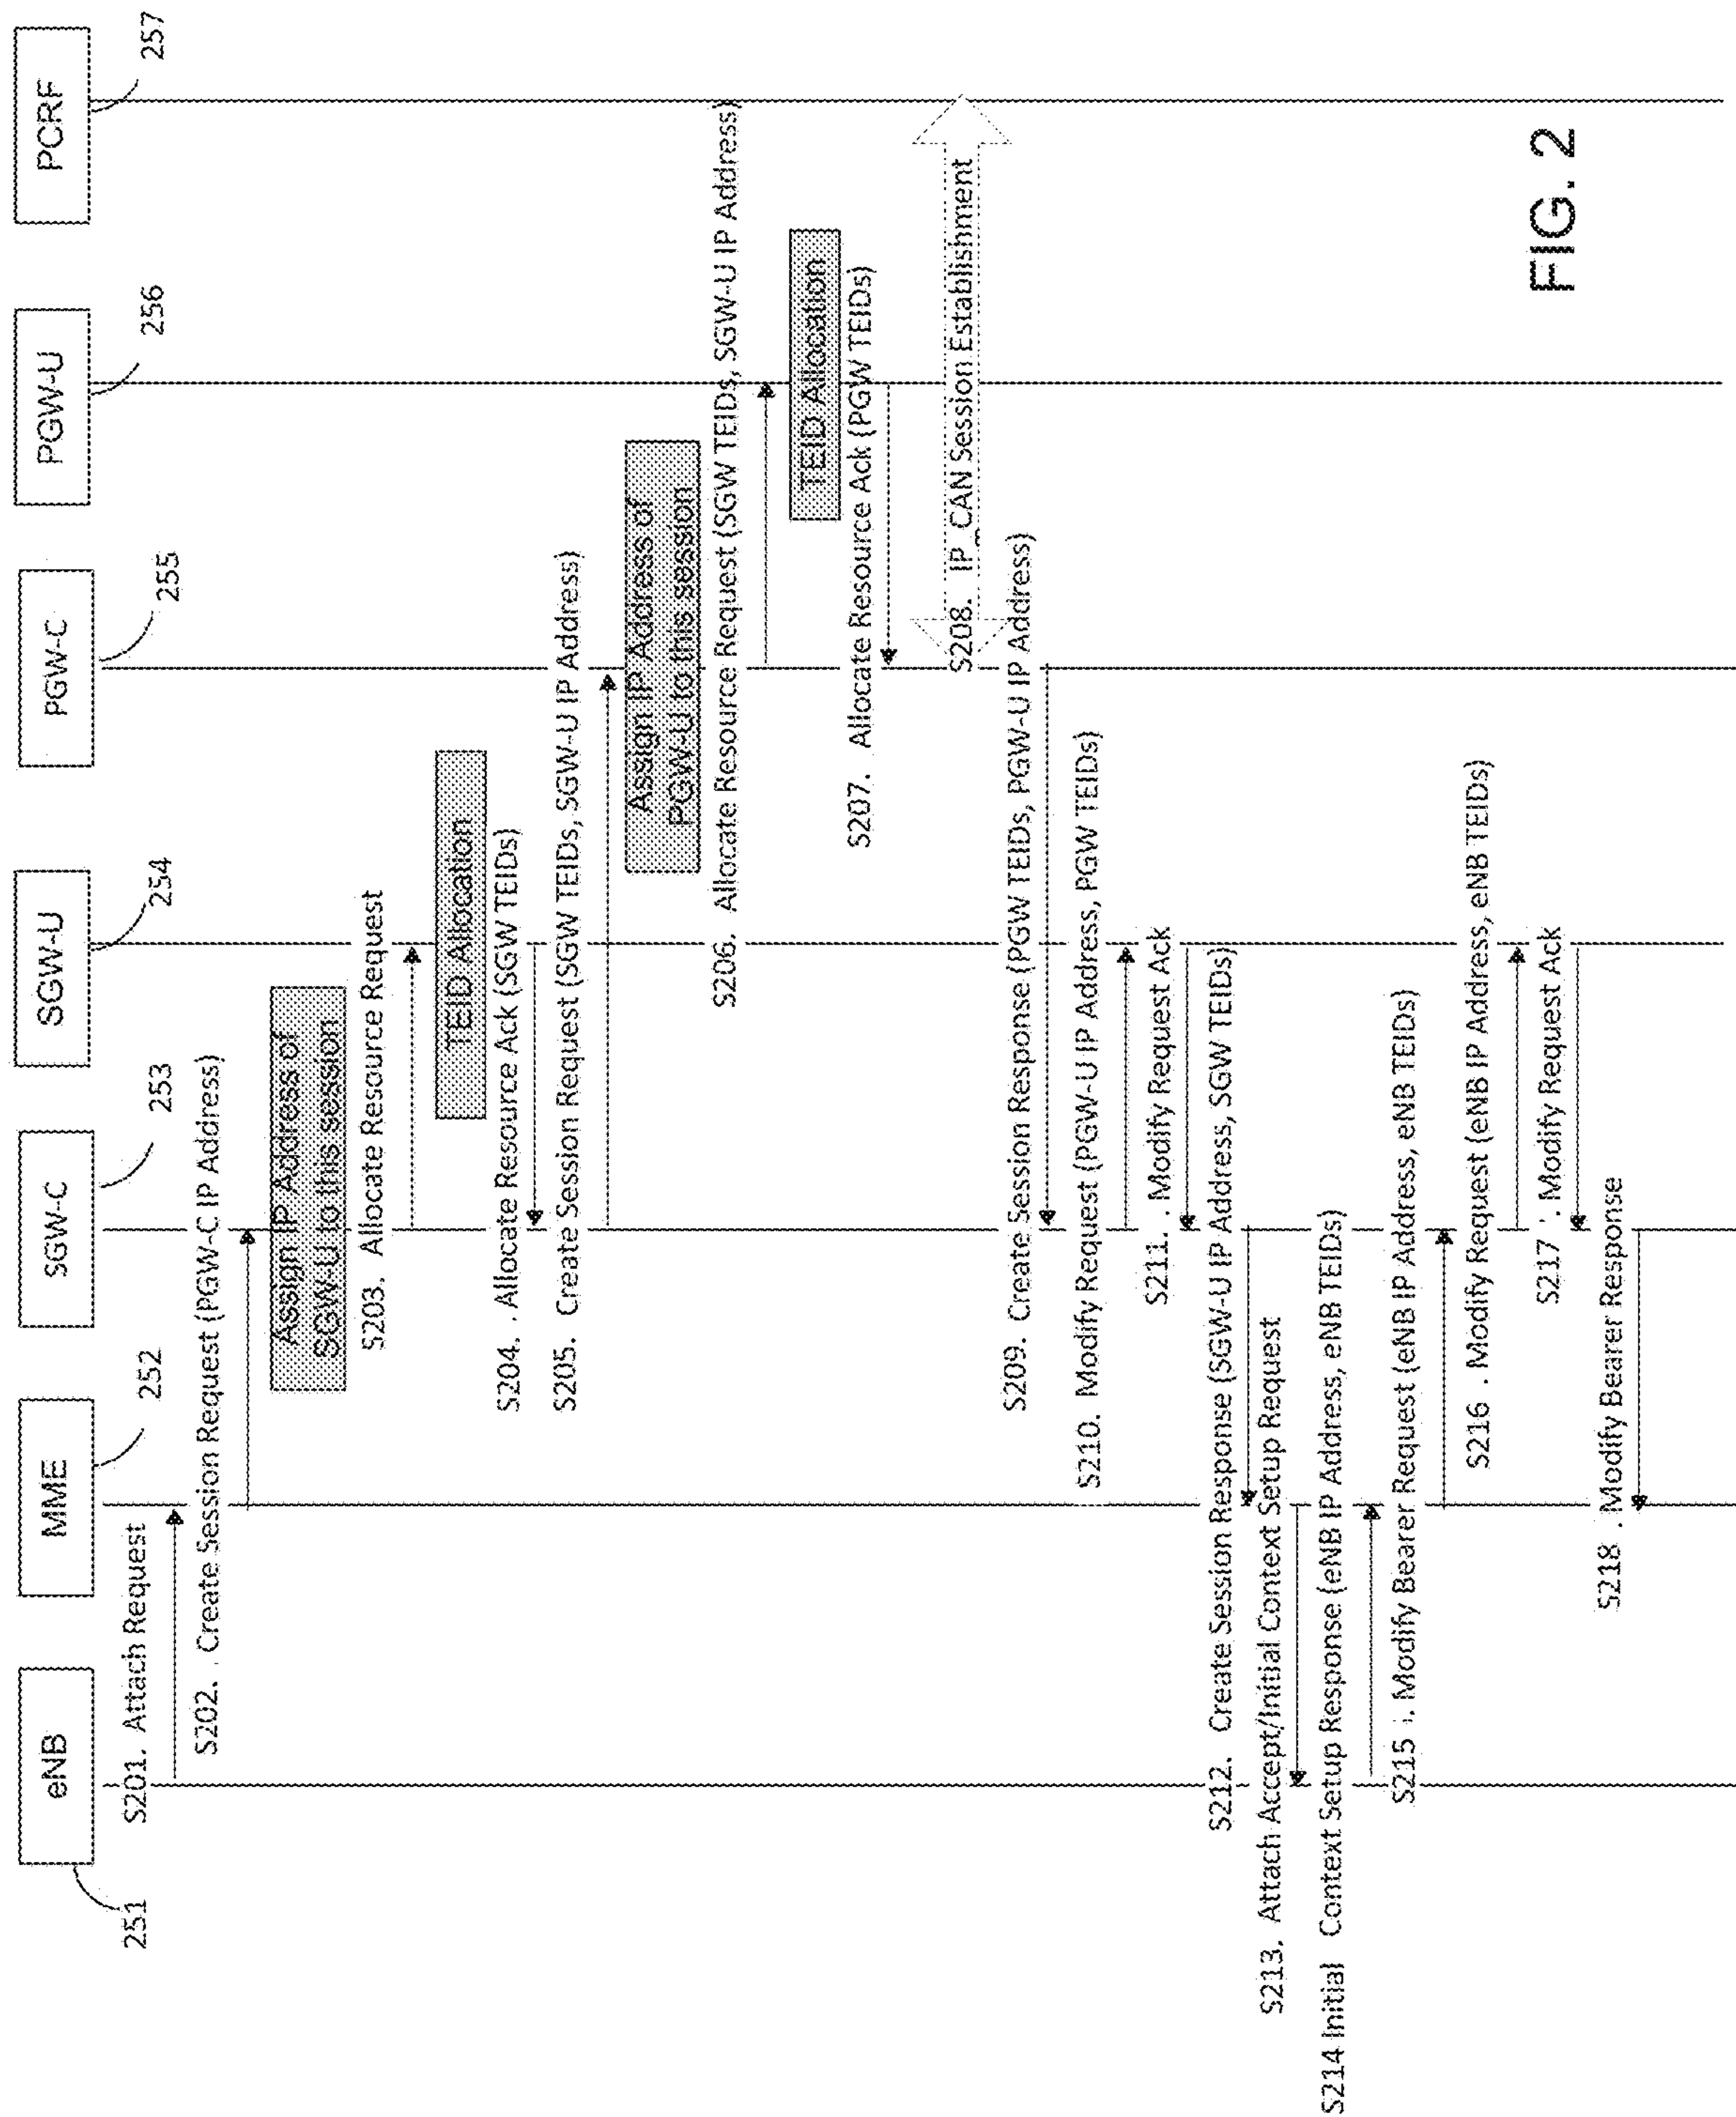 eNB
MME
SGW-C
SGW-U
PGW-C
PGW-U
PCRF
251
252
253
254
255
256
257
S201. Attach Request
S202. . Create Session Request (PGW-C IP Address)
Assign IP Address of
SGW-U to this session
S203. Allocate Resource Request
TEID Allocation
S204. . Allocate Resource Ack (SGW TEIDs)
S205. Create Session Request (SGW TEIDs, SGW-U IP Address)
Assign IP Address of
PGW-U to this session
S206. Allocate Resource Request (SGW TEIDs, SGW-U IP Address)
TEID Allocation
S207. Allocate Resource Ack (PGW TEIDs)
S208. IP_CAN Session Establishment
S209. Create Session Response (PGW TEIDs, PGW-U IP Address)
S210. Modify Request (PGW-U IP Address, PGW TEIDs)
S211. . Modify Request Ack
S212. Create Session Response (SGW-U IP Address, SGW TEIDs)
S213. Attach Accept/Initial Context Setup Request
S214 Initial Context Setup Response (eNB IP Address, eNB TEIDs)
S215 . Modify Bearer Request (eNB IP Address, eNB TEIDs)
S216 . Modify Request (eNB IP Address, eNB TEIDs)
S217 '. Modify Request Ack
S218 . Modify Bearer Response
FIG. 2